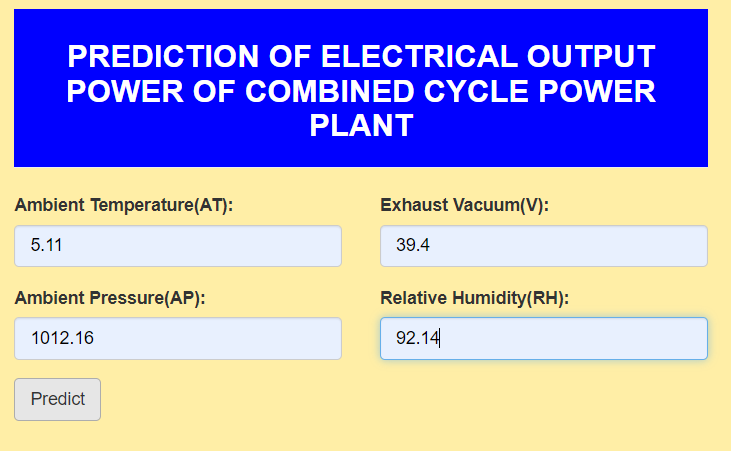 PREDICTION OF ELECTRICAL OUTPUT
POWER OF COMBINED CYCLE POWER
PLANT
Ambient Temperature(AT):
Exhaust Vacuum(V):
5.11
39.4
Ambient Pressure(AP):
Relative Humidity(RH):
1012.16
92.14
Predict